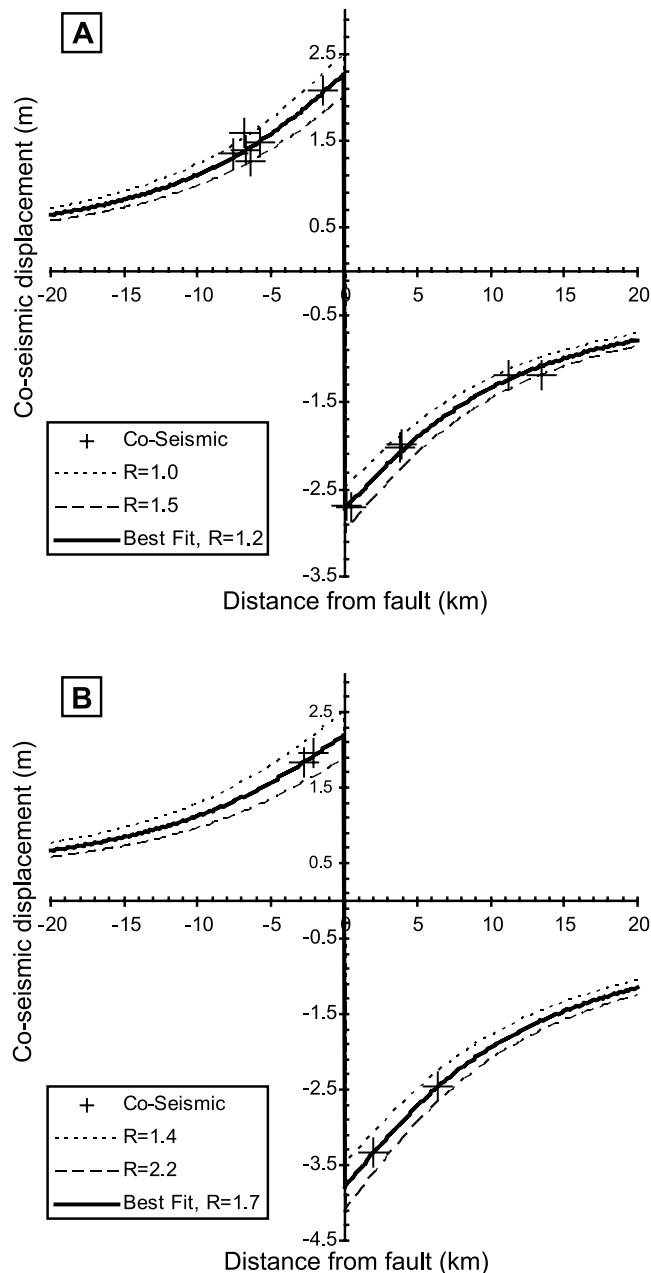 A
Co-seismic displacement (m)
2.5
1.5
0.5
-20 -15 -10 -5 0 5 10 15 20
-0.5
-1.5
-2.5
-3.5
Co-Seismic
R=1.0
R=1.5
Best Fit, R=1.2
Distance from fault (km)
B
Co-seismic displacement (m)
2.5
1.5
0.5
-20 -15 -10 -5 0 5 10 15 20
-0.5
-1.5
-2.5
-3.5
-4.5
Co-Seismic
R=1.4
R=2.2
Best Fit, R=1.7
Distance from fault (km)